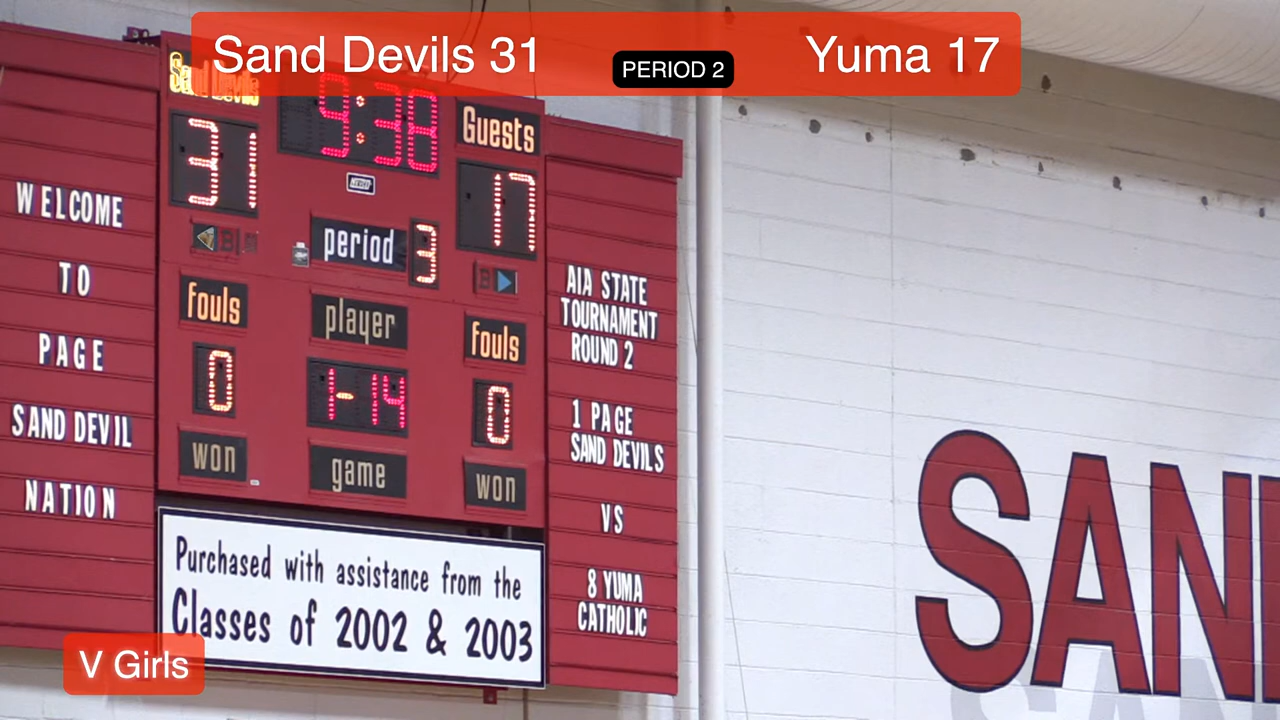 Sand Devils 31
PERIOD 2
Yuma 17
Sand Devils
9:38
Guests
31
17
period 3
B
B
fouls
player
fouls
0
1-14
0
won
game
won
WELCOME
TO
PAGE
SAND DEVIL
NATION
AIA STATE
TOURNAMENT
ROUND 2
1 PAGE
SAND DEVILS
VS
8 YUMA
CATHOLIC
Purchased with assistance from the
Classes of 2002 & 2003
V Girls
SAN